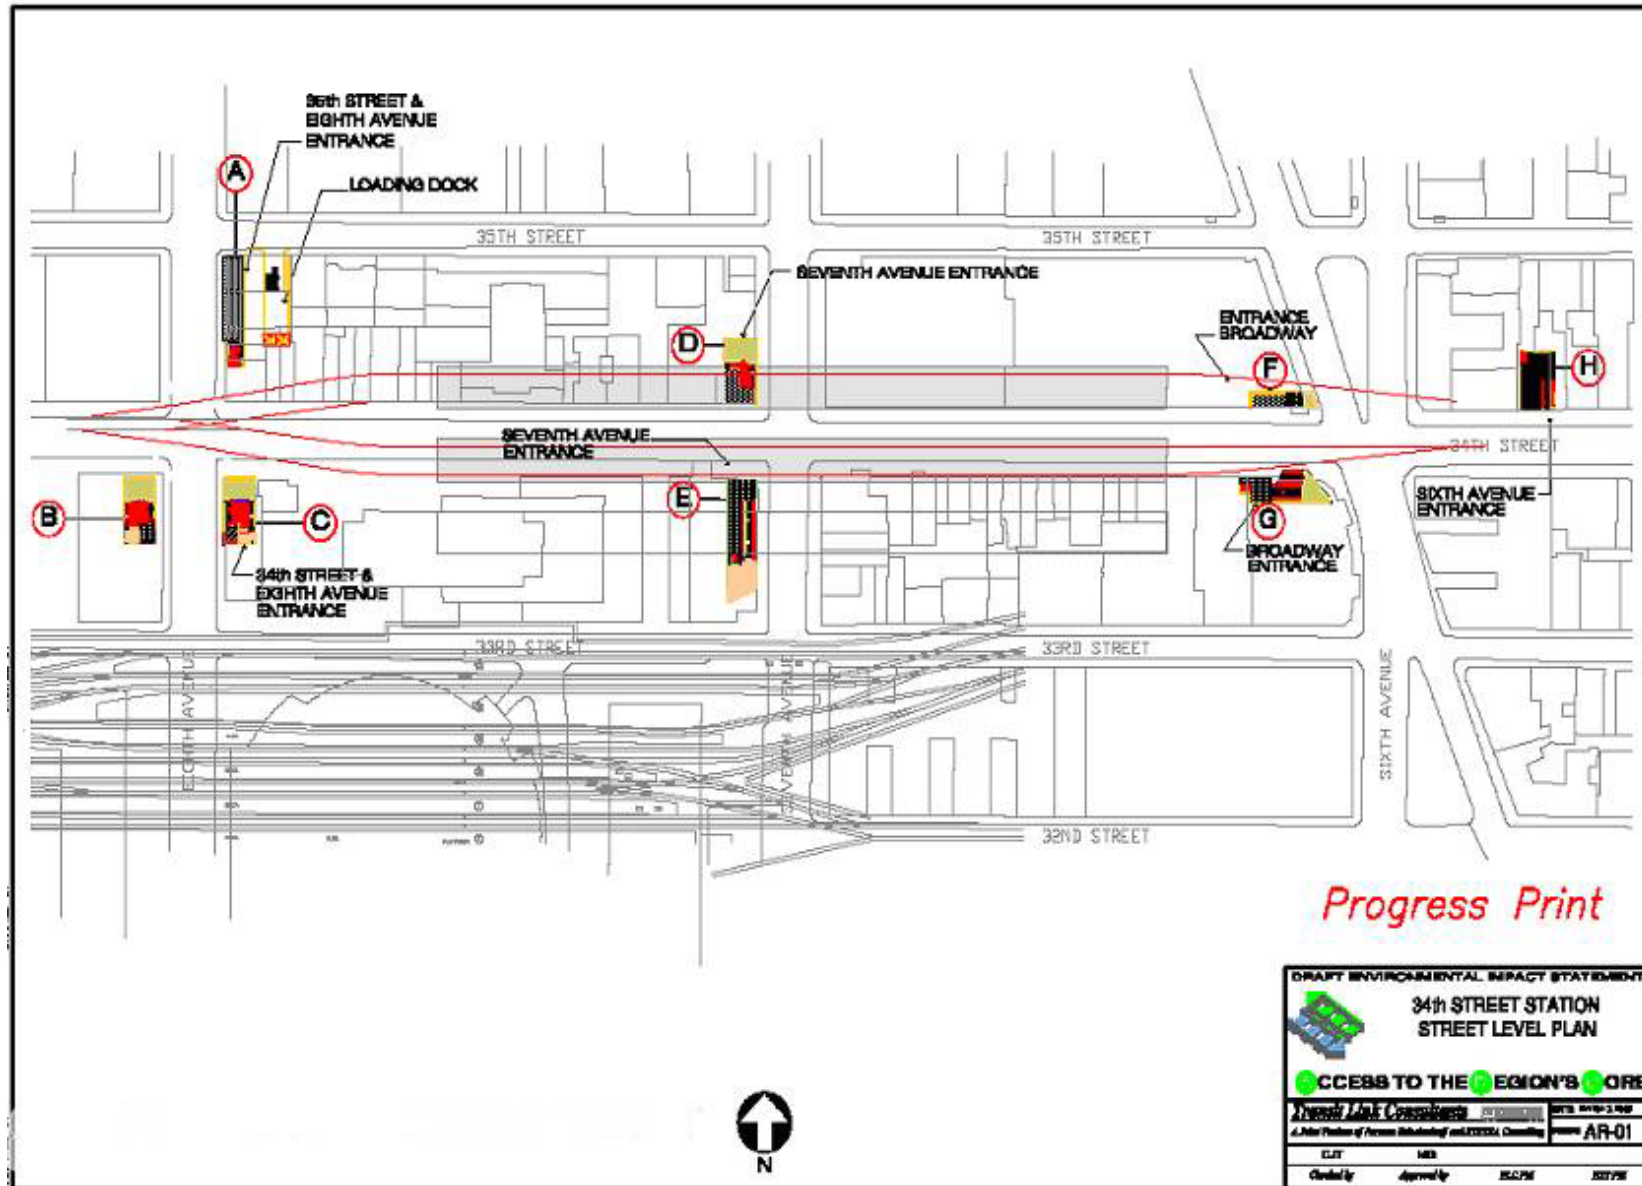 35th STREET &
EIGHTH AVENUE
ENTRANCE
A
LOADING DOCK
35TH STREET
35TH STREET
SEVENTH AVENUE ENTRANCE
D
ENTRANCE
BROADWAY
F
H
SEVENTH AVENUE
ENTRANCE
34TH STREET
B
C
E
G
SIXTH AVENUE
ENTRANCE
BROADWAY
ENTRANCE
34th STREET &
EIGHTH AVENUE
ENTRANCE
33RD STREET
33RD STREET
EIGHTH AVENUE
SEVENTH AVENUE
SIXTH AVENUE
32ND STREET
Progress Print
DRAFT ENVIRONMENTAL IMPACT STATEMENT
34th STREET STATION
STREET LEVEL PLAN
ACCESS TO THE REGION'S CORE
Transit Link Consultants
AR-01
N